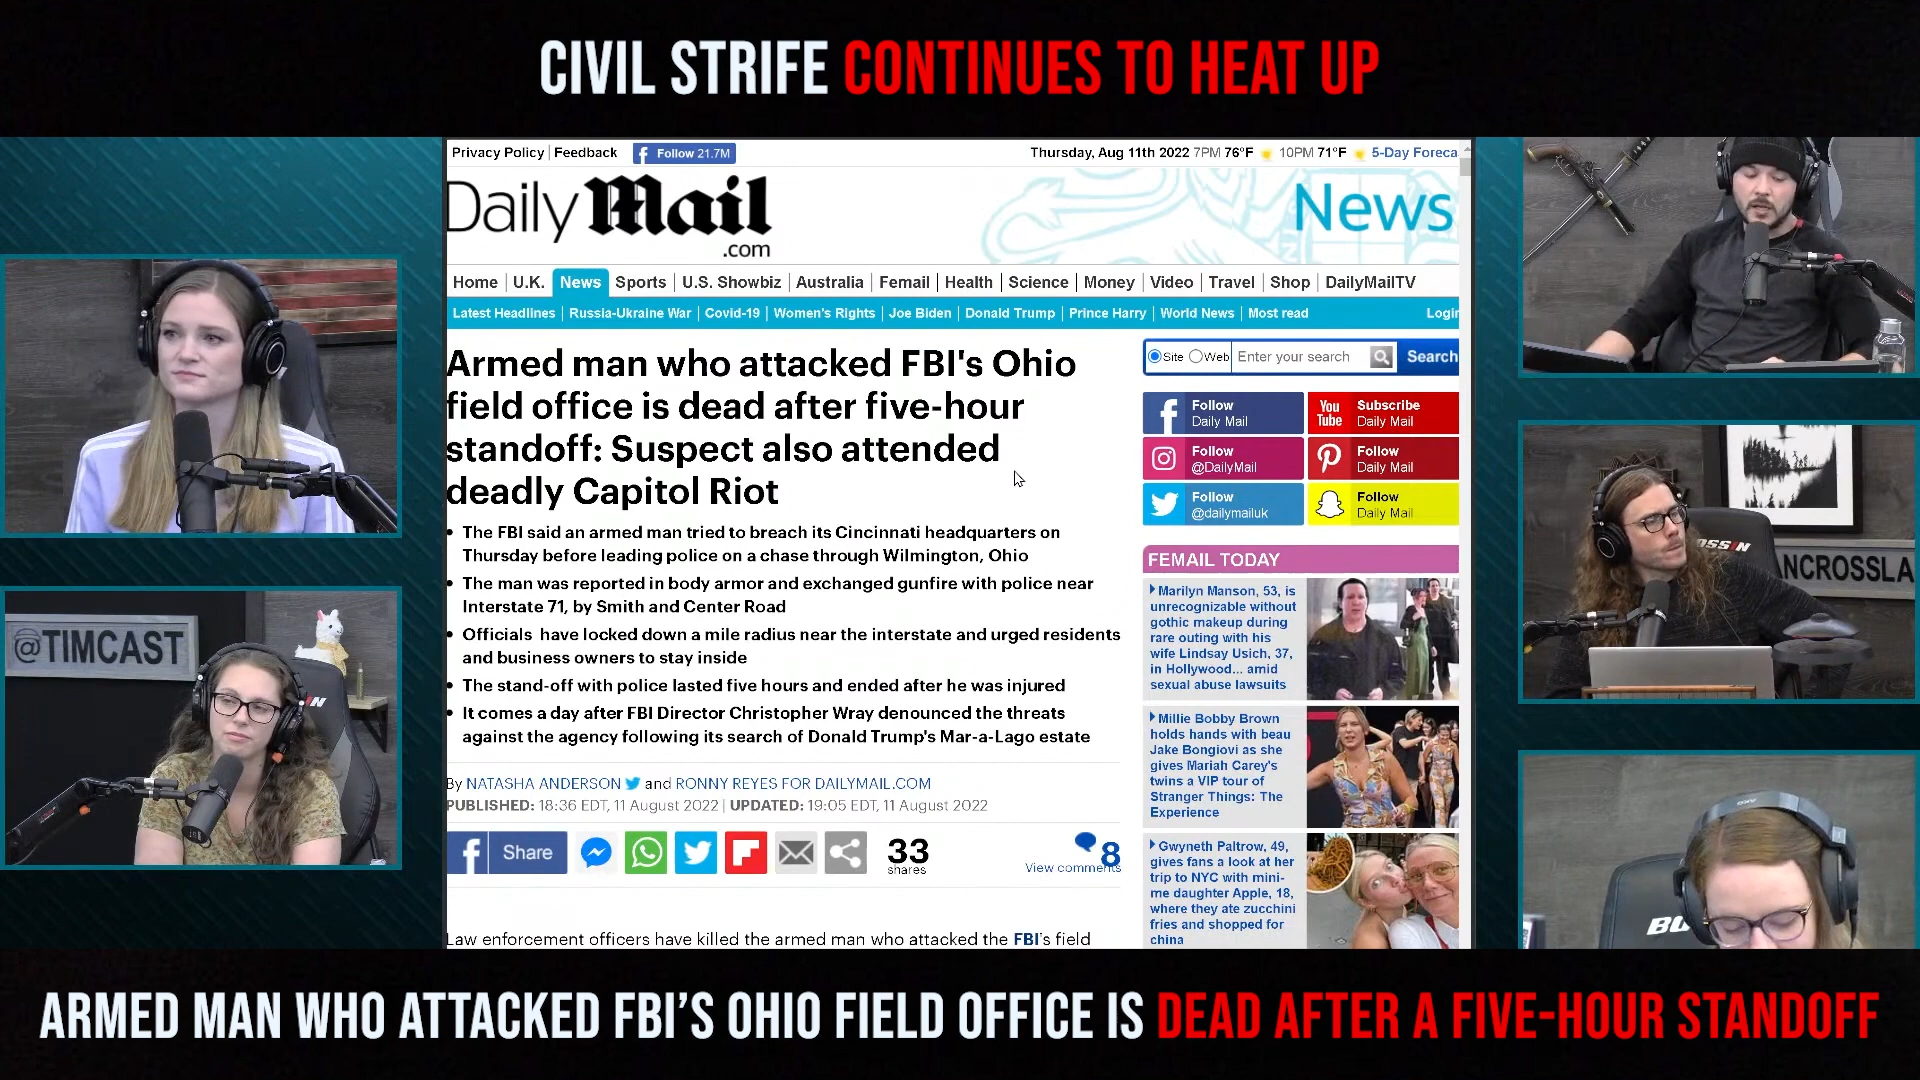 CIVIL STRIFE CONTINUES TO HEAT UP
Privacy Policy | Feedback
Follow 21.7M
Thursday, Aug 11th 2022 7PM 76°F 10PM 71°F 5-Day Foreca
Daily Mail
.com
News
Home | U.K. News Sports | U.S. Showbiz | Australia | Femail | Health | Science | Money | Video | Travel | Shop | DailyMailTV
Latest Headlines | Russia-Ukraine War | Covid-19 | Women's Rights | Joe Biden | Donald Trump | Prince Harry | World News | Most read
Login
Armed man who attacked FBI's Ohio
field office is dead after five-hour
standoff: Suspect also attended
deadly Capitol Riot
• The FBI said an armed man tried to breach its Cincinnati headquarters on
Thursday before leading police on a chase through Wilmington, Ohio
• The man was reported in body armor and exchanged gunfire with police near
Interstate 71, by Smith and Center Road
• Officials have locked down a mile radius near the interstate and urged residents
and business owners to stay inside
• The stand-off with police lasted five hours and ended after he was injured
• It comes a day after FBI Director Christopher Wray denounced the threats
against the agency following its search of Donald Trump's Mar-a-Lago estate
By NATASHA ANDERSON and RONNY REYES FOR DAILYMAIL.COM
PUBLISHED: 18:36 EDT, 11 August 2022 | UPDATED: 19:05 EDT, 11 August 2022
Share
33
shares
8
View comments
Law enforcement officers have killed the armed man who attacked the FBI's field
Site Web Enter your search Search
Follow
Daily Mail
You
Tube
Subscribe
Daily Mail
Follow
@DailyMail
Follow
Daily Mail
Follow
@dailymailuk
Follow
Daily Mail
FEMAIL TODAY
Marilyn Manson, 53, is
unrecognizable without
gothic makeup during
rare outing with his
wife Lindsay Usich, 37,
in Hollywood... amid
sexual abuse lawsuits
Millie Bobby Brown
holds hands with beau
Jake Bongiovi as she
gives Mariah Carey's
twins a VIP tour of
Stranger Things: The
Experience
Gwyneth Paltrow, 49,
gives fans a look at her
trip to NYC with mini-
me daughter Apple, 18,
where they ate zucchini
fries and shopped for
china
@TIMCAST
ANCROSSLA
ARMED MAN WHO ATTACKED FBI'S OHIO FIELD OFFICE IS DEAD AFTER A FIVE-HOUR STANDOFF